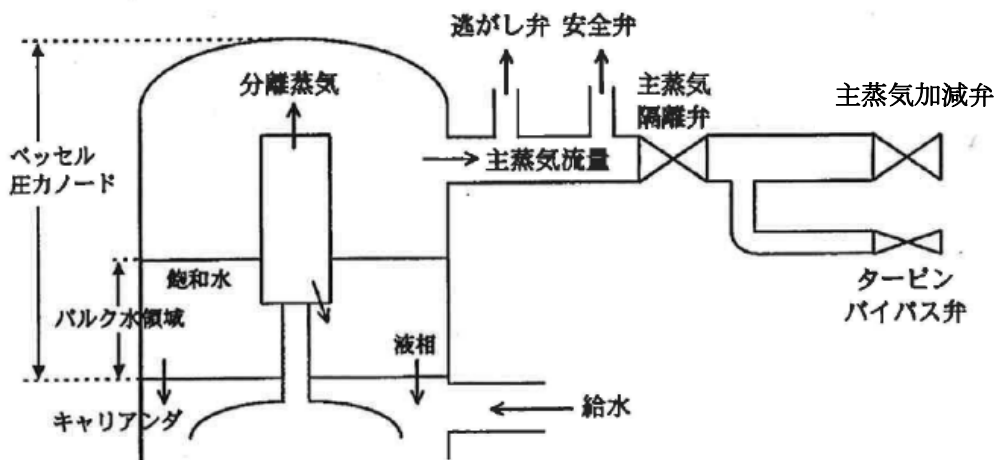 逃がし弁 安全弁
分離蒸気
主蒸気
隔離弁
主蒸気加減弁
ベッセル
圧力ノード
主蒸気流量
飽和水
バルク水領域
タービン
バイパス弁
液相
キャリアンダ
給水